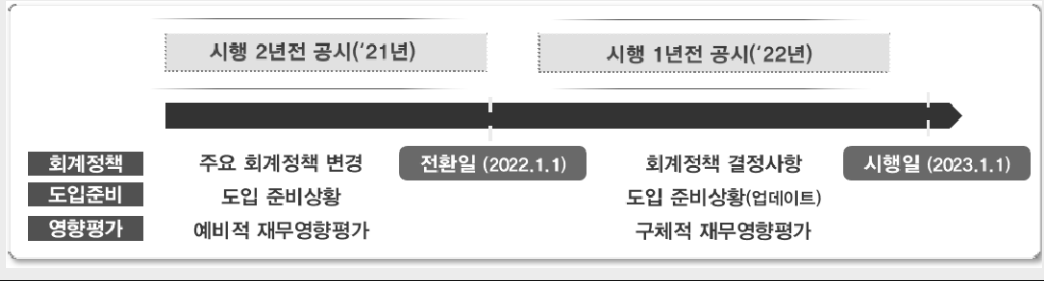 시행 2년전 공시(‘21년) 시행 1년전 공시(‘22년)
회계정책 주요 회계정책 변경 전환일 (2022.1.1) 회계정책 결정사항 시행일 (2023.1.1)
도입준비 도입 준비상황 도입 준비상황(업데이트)
영향평가 예비적 재무영향평가 구체적 재무영향평가